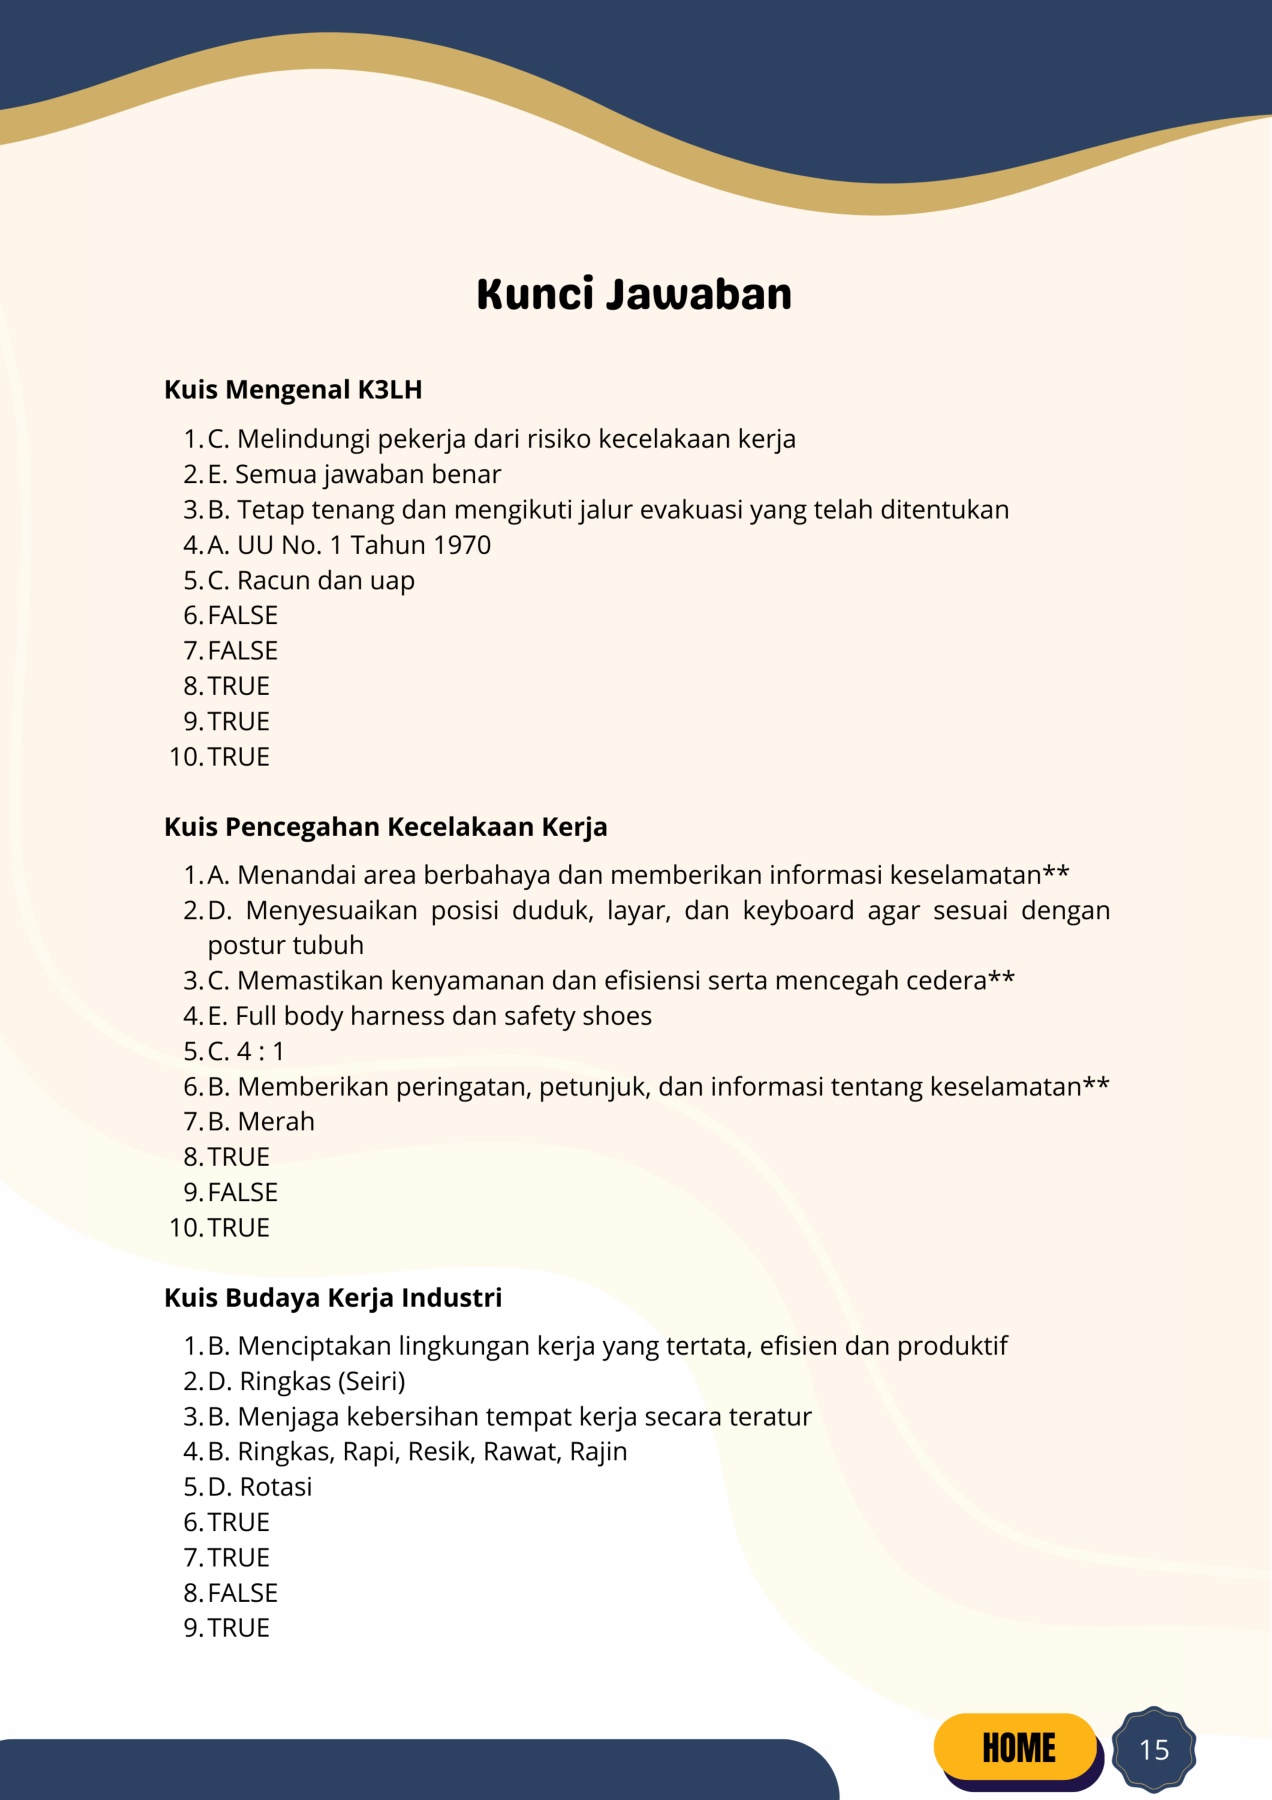 Kunci Jawaban
Kuis Mengenal K3LH
1. C. Melindungi pekerja dari risiko kecelakaan kerja
2. E. Semua jawaban benar
3. B. Tetap tenang dan mengikuti jalur evakuasi yang telah ditentukan
4. A. UU No. 1 Tahun 1970
5. C. Racun dan uap
6. FALSE
7. FALSE
8. TRUE
9. TRUE
10. TRUE
Kuis Pencegahan Kecelakaan Kerja
1. A. Menandai area berbahaya dan memberikan informasi keselamatan**
2. D. Menyesuaikan posisi duduk, layar, dan keyboard agar sesuai dengan
postur tubuh
3. C. Memastikan kenyamanan dan efisiensi serta mencegah cedera**
4. E. Full body harness dan safety shoes
5. C. 4 : 1
6. B. Memberikan peringatan, petunjuk, dan informasi tentang keselamatan**
7. B. Merah
8. TRUE
9. FALSE
10. TRUE
Kuis Budaya Kerja Industri
1. B. Menciptakan lingkungan kerja yang tertata, efisien dan produktif
2. D. Ringkas (Seiri)
3. B. Menjaga kebersihan tempat kerja secara teratur
4. B. Ringkas, Rapi, Resik, Rawat, Rajin
5. D. Rotasi
6. TRUE
7. TRUE
8. FALSE
9. TRUE
HOME
15